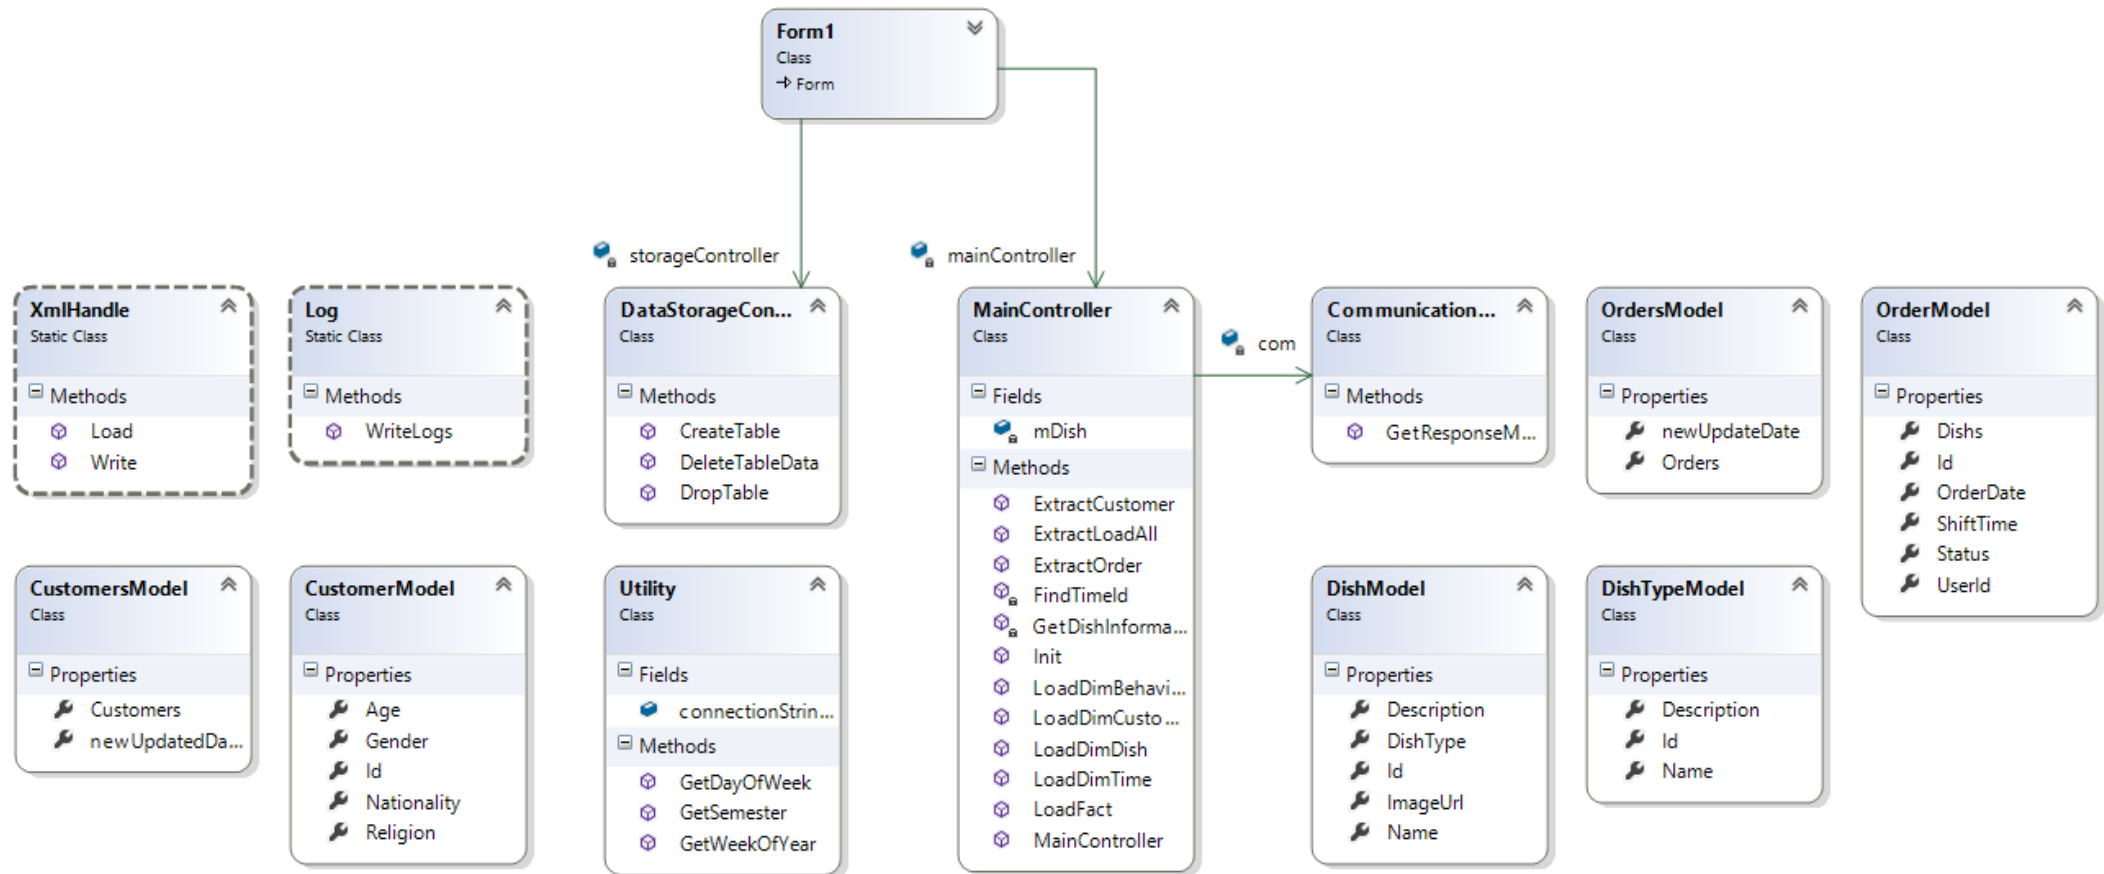 Form1
Class
Form
storageController
mainController
XmlHandle
Static Class
Methods
Load
Write
Log
Static Class
Methods
WriteLogs
DataStorageCon...
Class
Methods
CreateTable
DeleteTableData
DropTable
MainController
Class
Fields
mDish
Methods
ExtractCustomer
ExtractLoadAll
ExtractOrder
FindTimeId
GetDishInforma...
Init
LoadDimBehavi...
LoadDimCusto...
LoadDimDish
LoadDimTime
LoadFact
MainController
com
Communication...
Class
Methods
GetResponseM...
OrdersModel
Class
Properties
newUpdateDate
Orders
OrderModel
Class
Properties
Dishs
Id
OrderDate
ShiftTime
Status
UserId
CustomersModel
Class
Properties
Customers
newUpdatedDa...
CustomerModel
Class
Properties
Age
Gender
Id
Nationality
Religion
Utility
Class
Fields
connectionStrin...
Methods
GetDayOfWeek
GetSemester
GetWeekOfYear
DishModel
Class
Properties
Description
DishType
Id
ImageUrl
Name
DishTypeModel
Class
Properties
Description
Id
Name